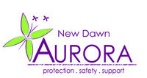 New Dawn
AURORA
protection . safety . support